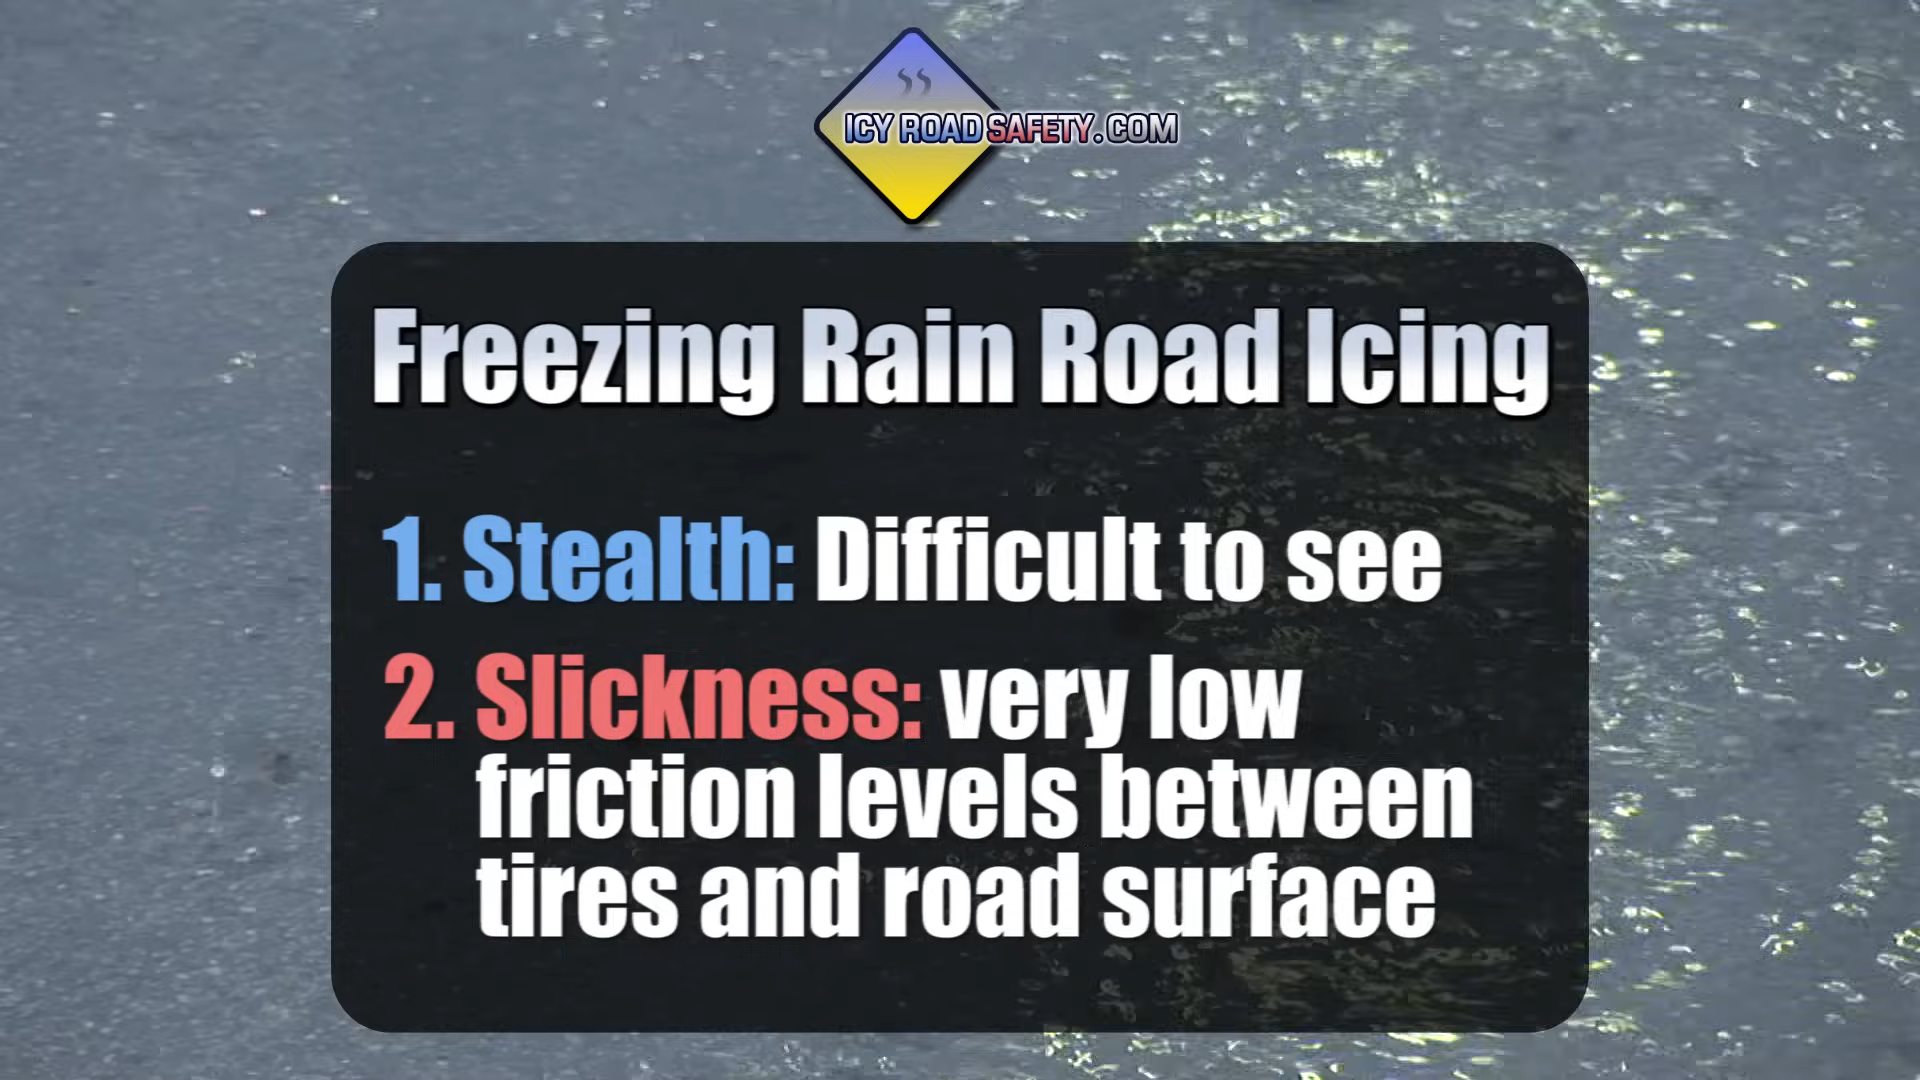 ICY ROAD SAFETY.COM
Freezing Rain Road Icing
1. Stealth: Difficult to see
2. Slickness: very low
friction levels between
tires and road surface